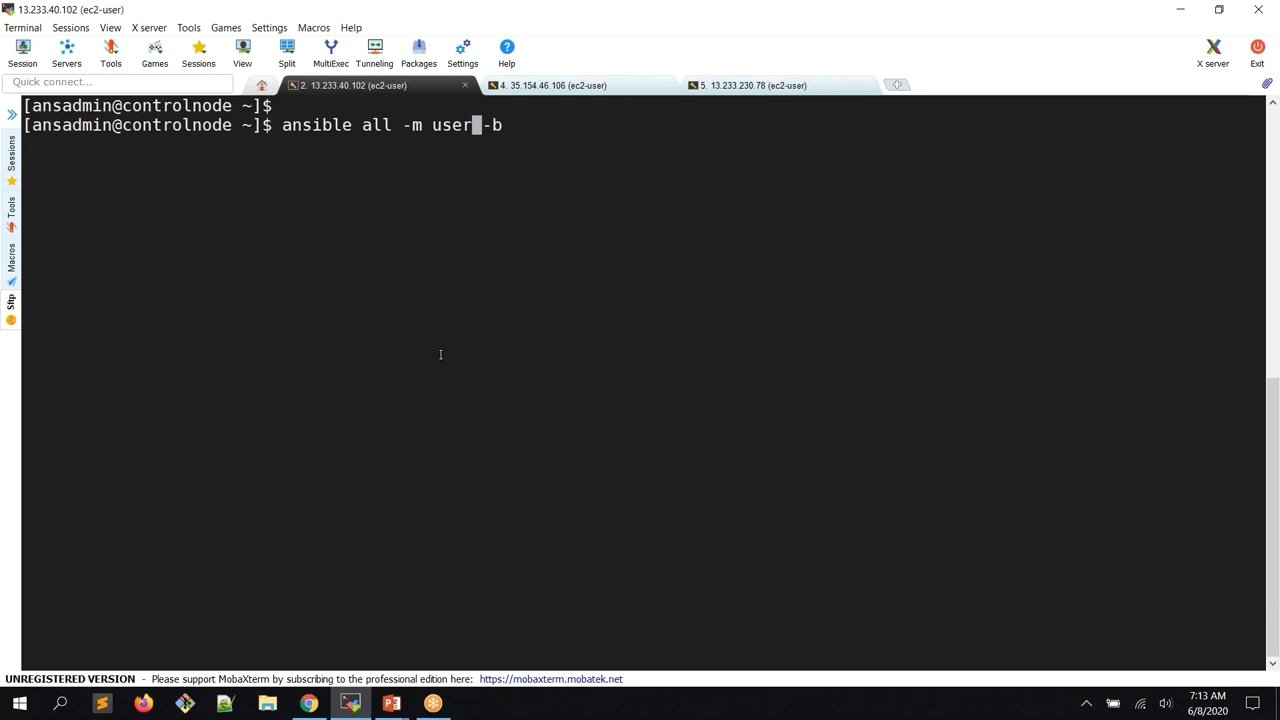 13.233.40.102 (ec2-user)
Terminal Sessions View X server Tools Games Settings Macros Help
Session Servers Tools Games Sessions View Split MultiExec Tunneling Packages Settings Help X server Exit
Quick connect...
2. 13.233.40.102 (ec2-user)
4. 35.154.46.106 (ec2-user)
5. 13.233.230.78 (ec2-user)
Sessions
Tools
Macros
Sftp
[ansadmin@controlnode ~]$
[ansadmin@controlnode ~]$ ansible all -m user -b
UNREGISTERED VERSION - Please support MobaXterm by subscribing to the professional edition here: https://mobaxterm.mobatek.net
7:13 AM
6/8/2020